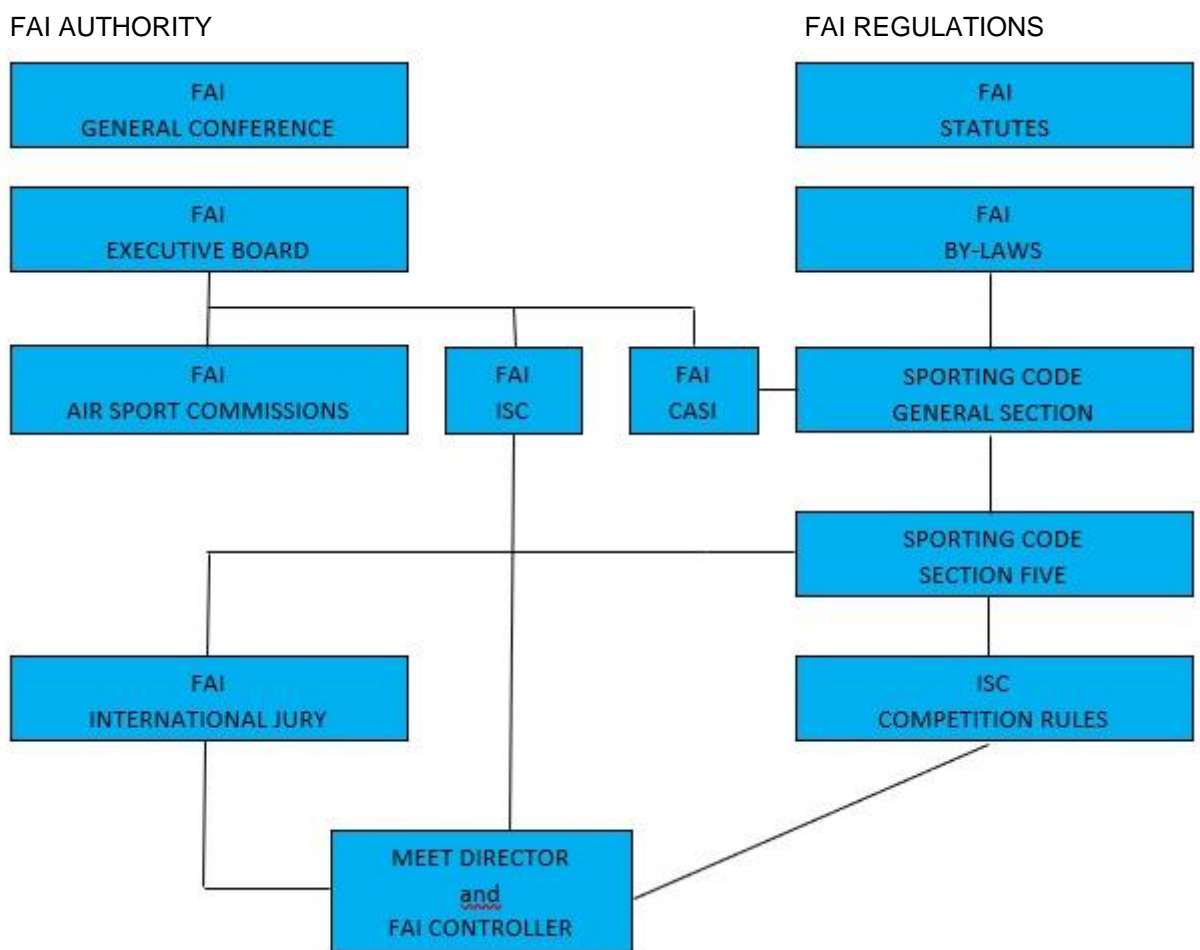 FAI AUTHORITY
FAI REGULATIONS
FAI
GENERAL CONFERENCE
FAI
STATUTES
FAI
EXECUTIVE BOARD
FAI
BY-LAWS
FAI
AIR SPORT COMMISSIONS
FAI
ISC
FAI
CASI
SPORTING CODE
GENERAL SECTION
SPORTING CODE
SECTION FIVE
FAI
INTERNATIONAL JURY
ISC
COMPETITION RULES
MEET DIRECTOR
and
FAI CONTROLLER